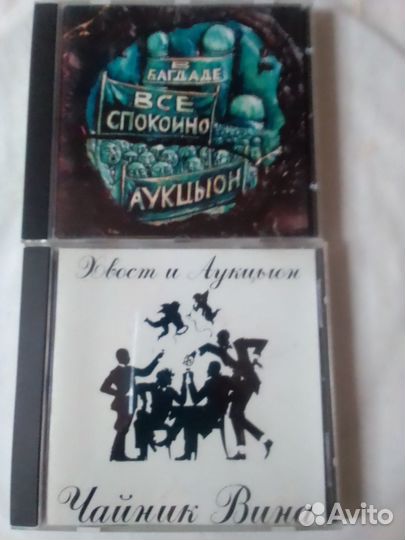 В
БАГДАДЕ
ВСЕ
СПОКОЙНО
АУКЦЫОН
Хвост и Аукцыон
Чайник Вина
Avito